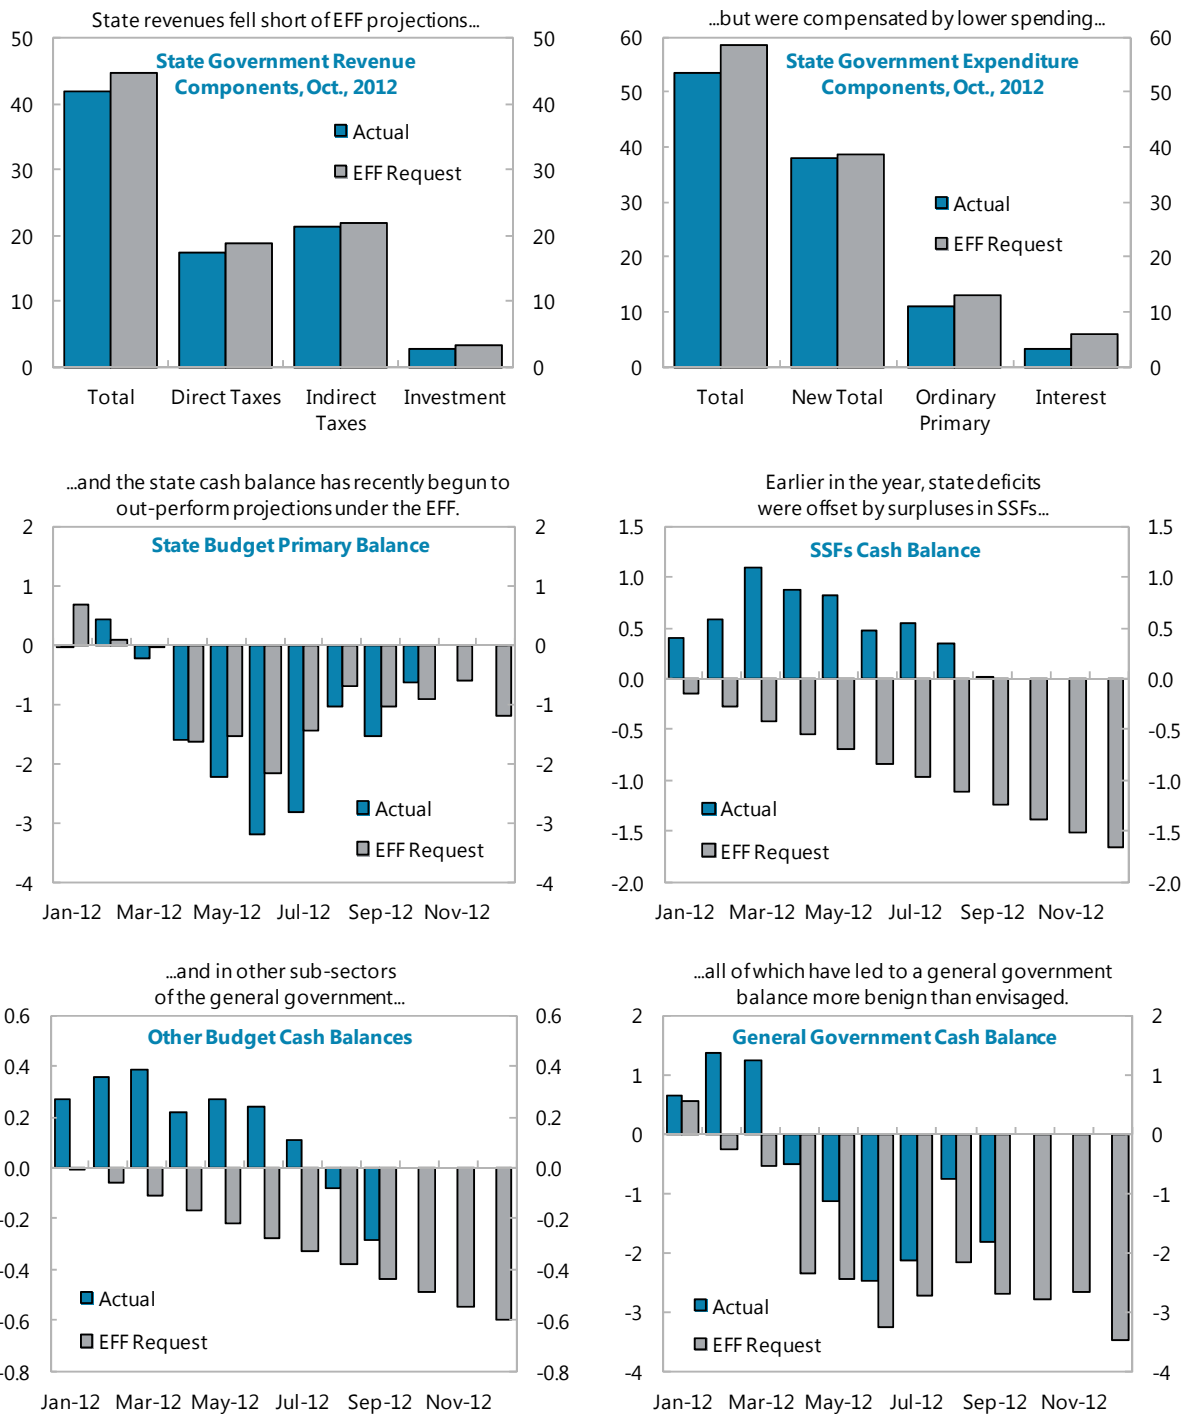 State revenues fell short of EFF projections...
State Government Revenue
Components, Oct., 2012
50 50
40 40
30 30
20 20
10 10
0 0
Actual
EFF Request
Total Direct Taxes Indirect Investment
Taxes
...but were compensated by lower spending...
State Government Expenditure
Components, Oct., 2012
60 60
50 50
40 40
30 30
20 20
10 10
0 0
Actual
EFF Request
Total New Total Ordinary Interest
Primary
...and the state cash balance has recently begun to
out-perform projections under the EFF.
State Budget Primary Balance
2 2
1 1
0 0
-1 -1
-2 -2
-3 -3
-4 -4
Actual
EFF Request
Jan-12 Mar-12 May-12 Jul-12 Sep-12 Nov-12
Earlier in the year, state deficits
were offset by surpluses in SSFs...
SSFs Cash Balance
1.5 1.5
1.0 1.0
0.5 0.5
0.0 0.0
-0.5 -0.5
-1.0 -1.0
-1.5 -1.5
-2.0 -2.0
Actual
EFF Request
Jan-12 Mar-12 May-12 Jul-12 Sep-12 Nov-12
...and in other sub-sectors
of the general government...
Other Budget Cash Balances
0.6 0.6
0.4 0.4
0.2 0.2
0.0 0.0
-0.2 -0.2
-0.4 -0.4
-0.6 -0.6
-0.8 -0.8
Actual
EFF Request
Jan-12 Mar-12 May-12 Jul-12 Sep-12 Nov-12
...all of which have led to a general government
balance more benign than envisaged.
General Government Cash Balance
2 2
1 1
0 0
-1 -1
-2 -2
-3 -3
-4 -4
Actual
EFF Request
Jan-12 Mar-12 May-12 Jul-12 Sep-12 Nov-12